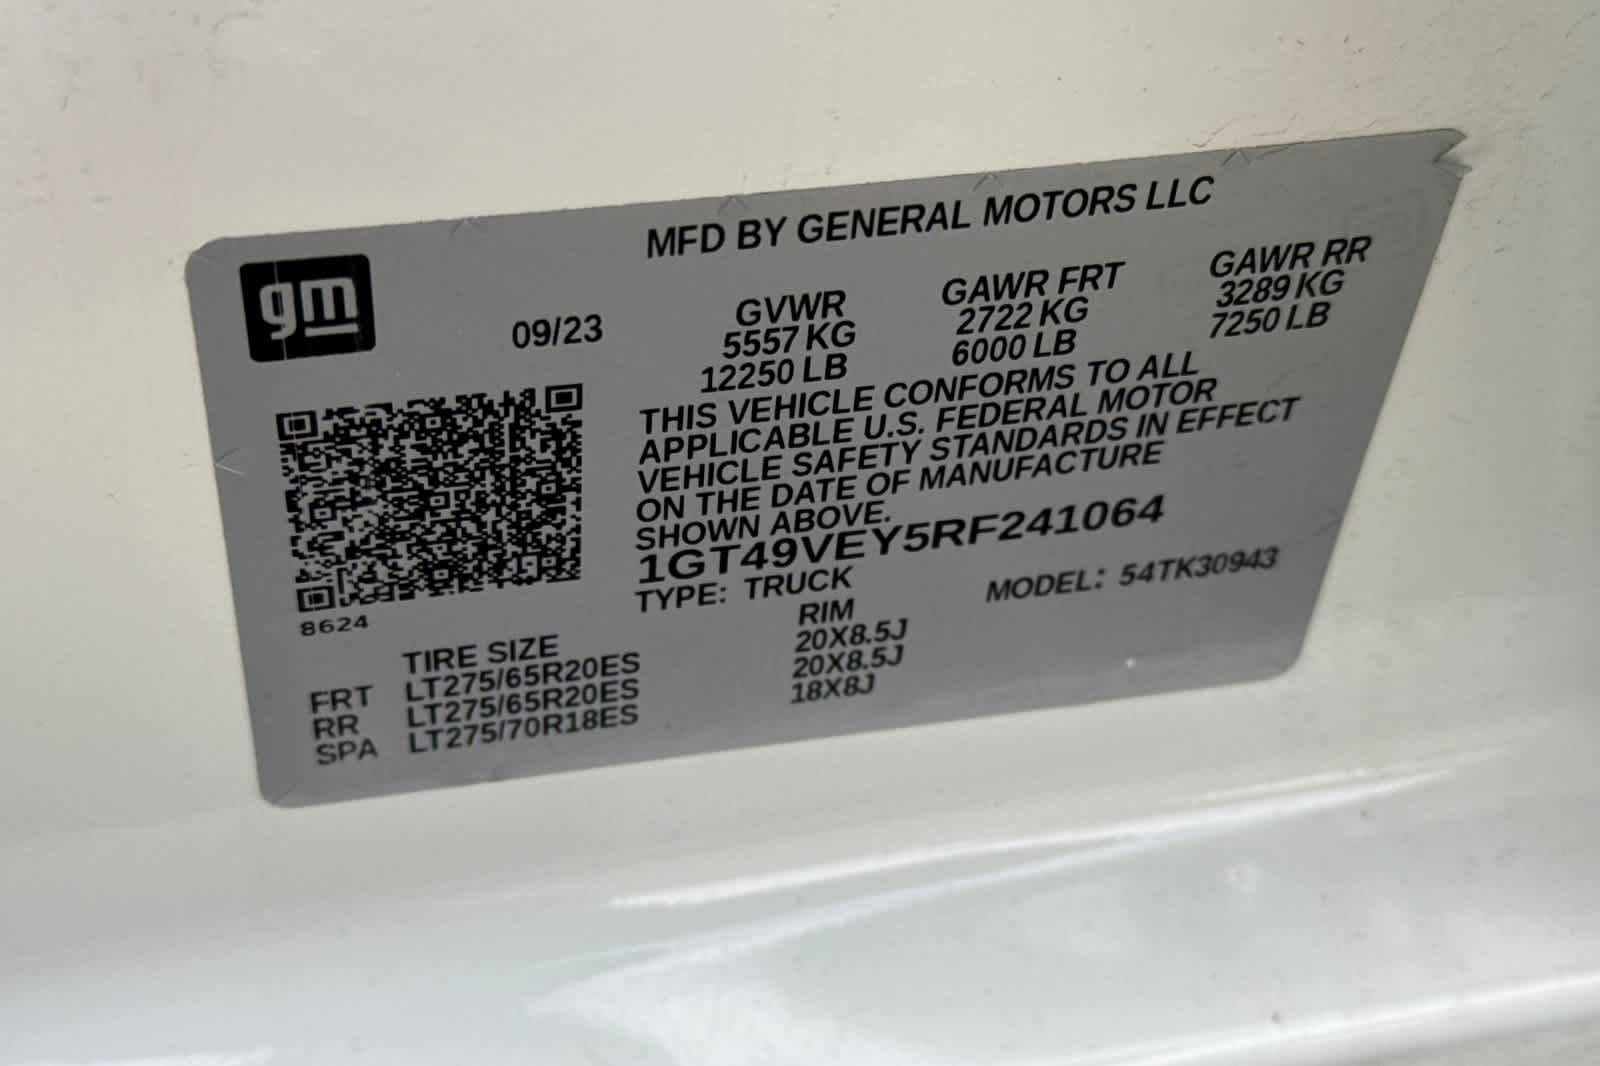 gm
MFD BY GENERAL MOTORS LLC
09/23
GVWR GAWR FRT GAWR RR
5557 KG 2722 KG 3289 KG
12250 LB 6000 LB 7250 LB
THIS VEHICLE CONFORMS TO ALL
APPLICABLE U.S. FEDERAL MOTOR
VEHICLE SAFETY STANDARDS IN EFFECT
ON THE DATE OF MANUFACTURE
SHOWN ABOVE.
1GT49VEY5RF241064
TYPE: TRUCK MODEL: 54TK30943
8624
TIRE SIZE RIM
FRT LT275/65R20ES 20X8.5J
RR LT275/65R20ES 20X8.5J
SPA LT275/70R18ES 18X8J